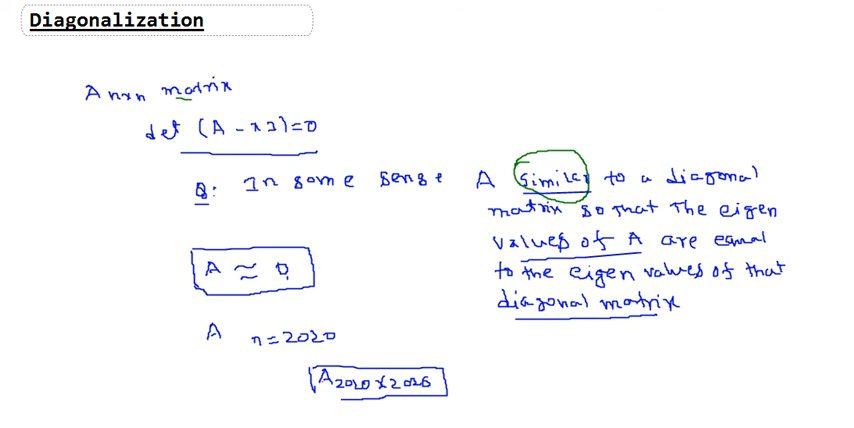 Diagonalization
A n×n matrix
det (A - λI) = 0
Q: In some sense A similar to a diagonal
matrix so that the eigen
values of A are equal
to the eigen values of that
diagonal matrix
A ≈ D
A n = 2020
A 2020 × 2020